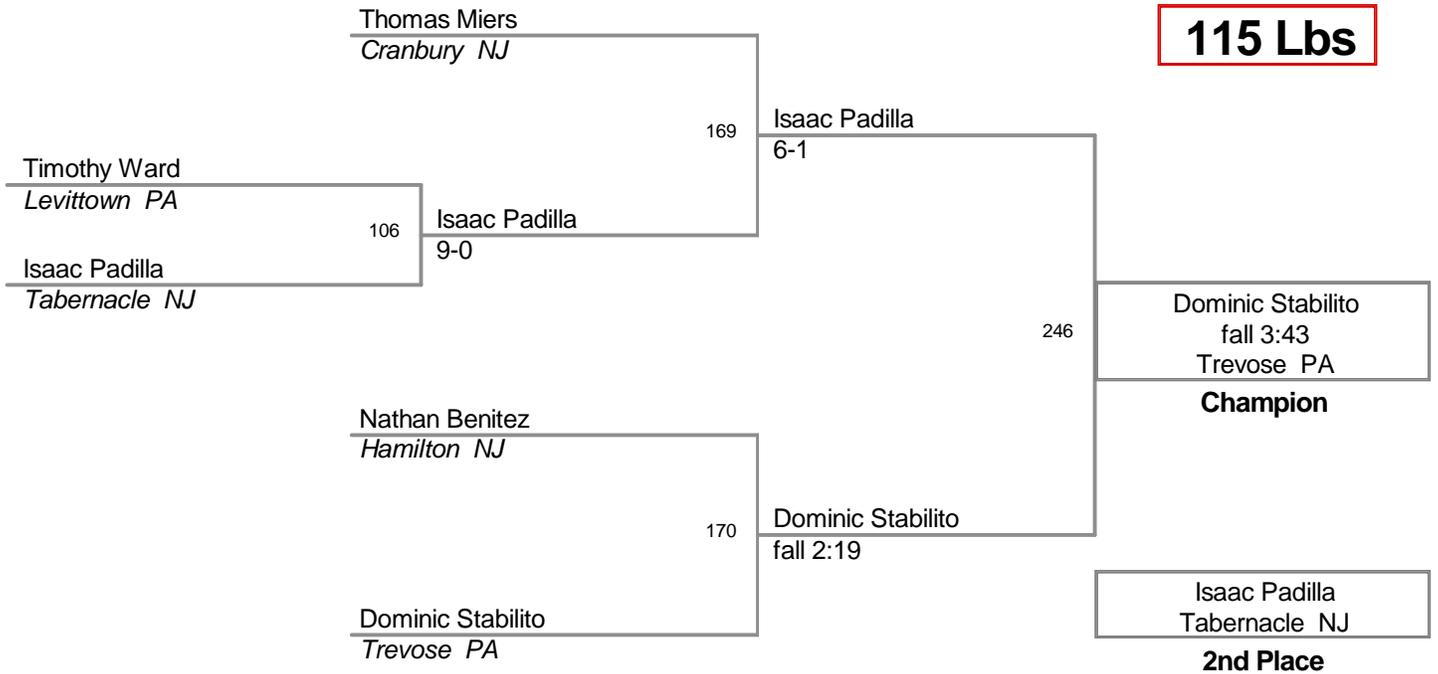 Thomas Miers
Cranbury NJ
115 Lbs
169
Isaac Padilla
6-1
Timothy Ward
Levittown PA
106
Isaac Padilla
9-0
Isaac Padilla
Tabernacle NJ
246
Dominic Stabilito
fall 3:43
Trevose PA
Champion
Nathan Benitez
Hamilton NJ
170
Dominic Stabilito
fall 2:19
Dominic Stabilito
Trevose PA
Isaac Padilla
Tabernacle NJ
2nd Place